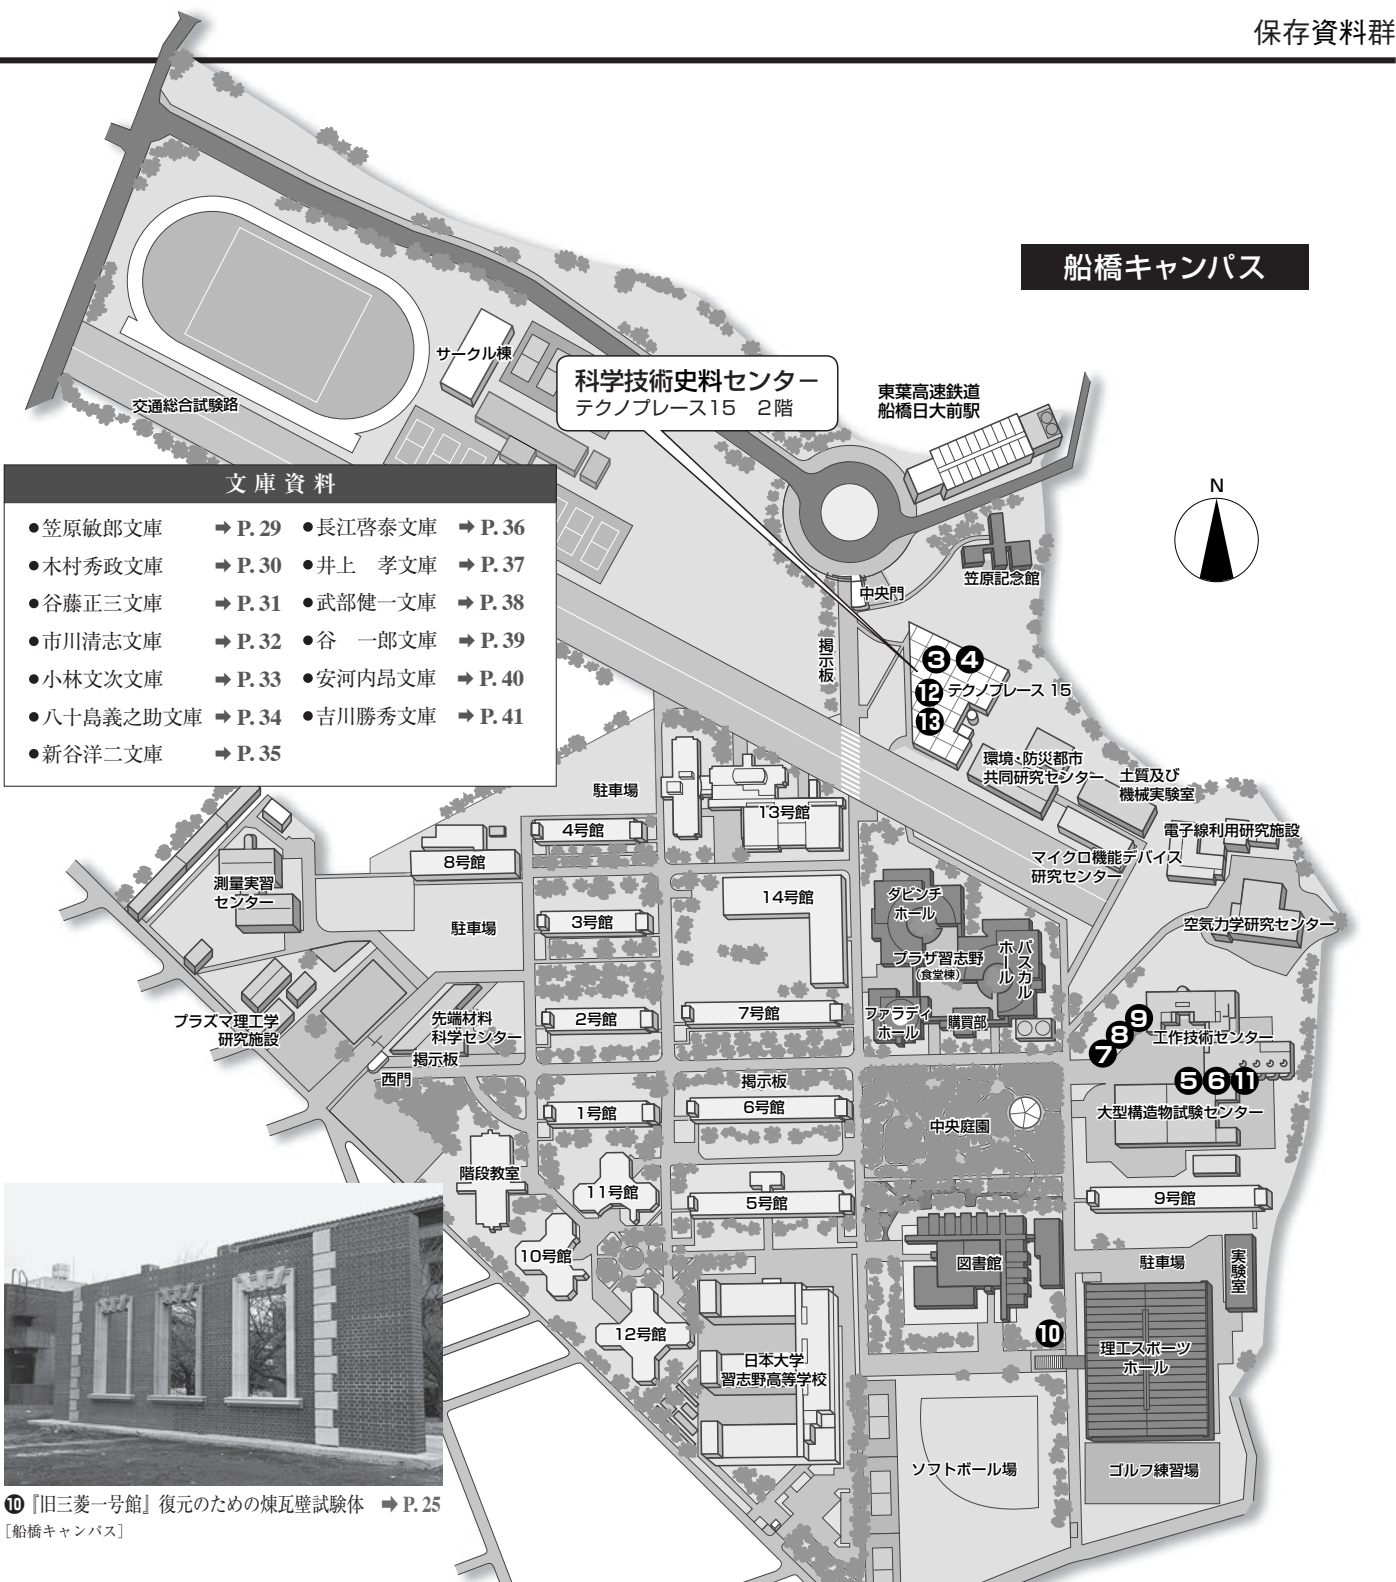 保存資料群
船橋キャンパス
サークル棟
科学技術史料センター
テクノプレース15　2階
東葉高速鉄道
船橋日大前駅
交通総合試験路
N
文庫資料
●笠原敏郎文庫 ➡ P. 29 ●長江啓泰文庫 ➡ P. 36
●木村秀政文庫 ➡ P. 30 ●井上　孝文庫 ➡ P. 37
●谷藤正三文庫 ➡ P. 31 ●武部健一文庫 ➡ P. 38
●市川清志文庫 ➡ P. 32 ●谷　一郎文庫 ➡ P. 39
●小林文次文庫 ➡ P. 33 ●安河内昂文庫 ➡ P. 40
●八十島義之助文庫 ➡ P. 34 ●吉川勝秀文庫 ➡ P. 41
●新谷洋二文庫 ➡ P. 35
笠原記念館
中央門
掲示板
❸ ❹
⓬ テクノプレース 15
⓭
環境・防災都市
共同研究センター
土質及び
機械実験室
駐車場
13号館
4号館
電子線利用研究施設
8号館
マイクロ機能デバイス
研究センター
測量実習
センター
14号館
ダビンチ
ホール
3号館
駐車場
空気力学研究センター
プラザ習志野
（食堂棟）
パスカル
ホール
プラズマ理工学
研究施設
先端材料
科学センター
2号館
7号館
ファラディ
ホール
購買部
❾
❽
❼
工作技術センター
掲示板
西門
掲示板
❺❻⓫
1号館
6号館
中央庭園
大型構造物試験センター
階段教室
11号館
5号館
9号館
10号館
図書館
駐車場
実験室
12号館
❿
日本大学
習志野高等学校
理工スポーツ
ホール
ソフトボール場
ゴルフ練習場
❿『旧三菱一号館』復元のための煉瓦壁試験体 ➡ P. 25
［船橋キャンパス］